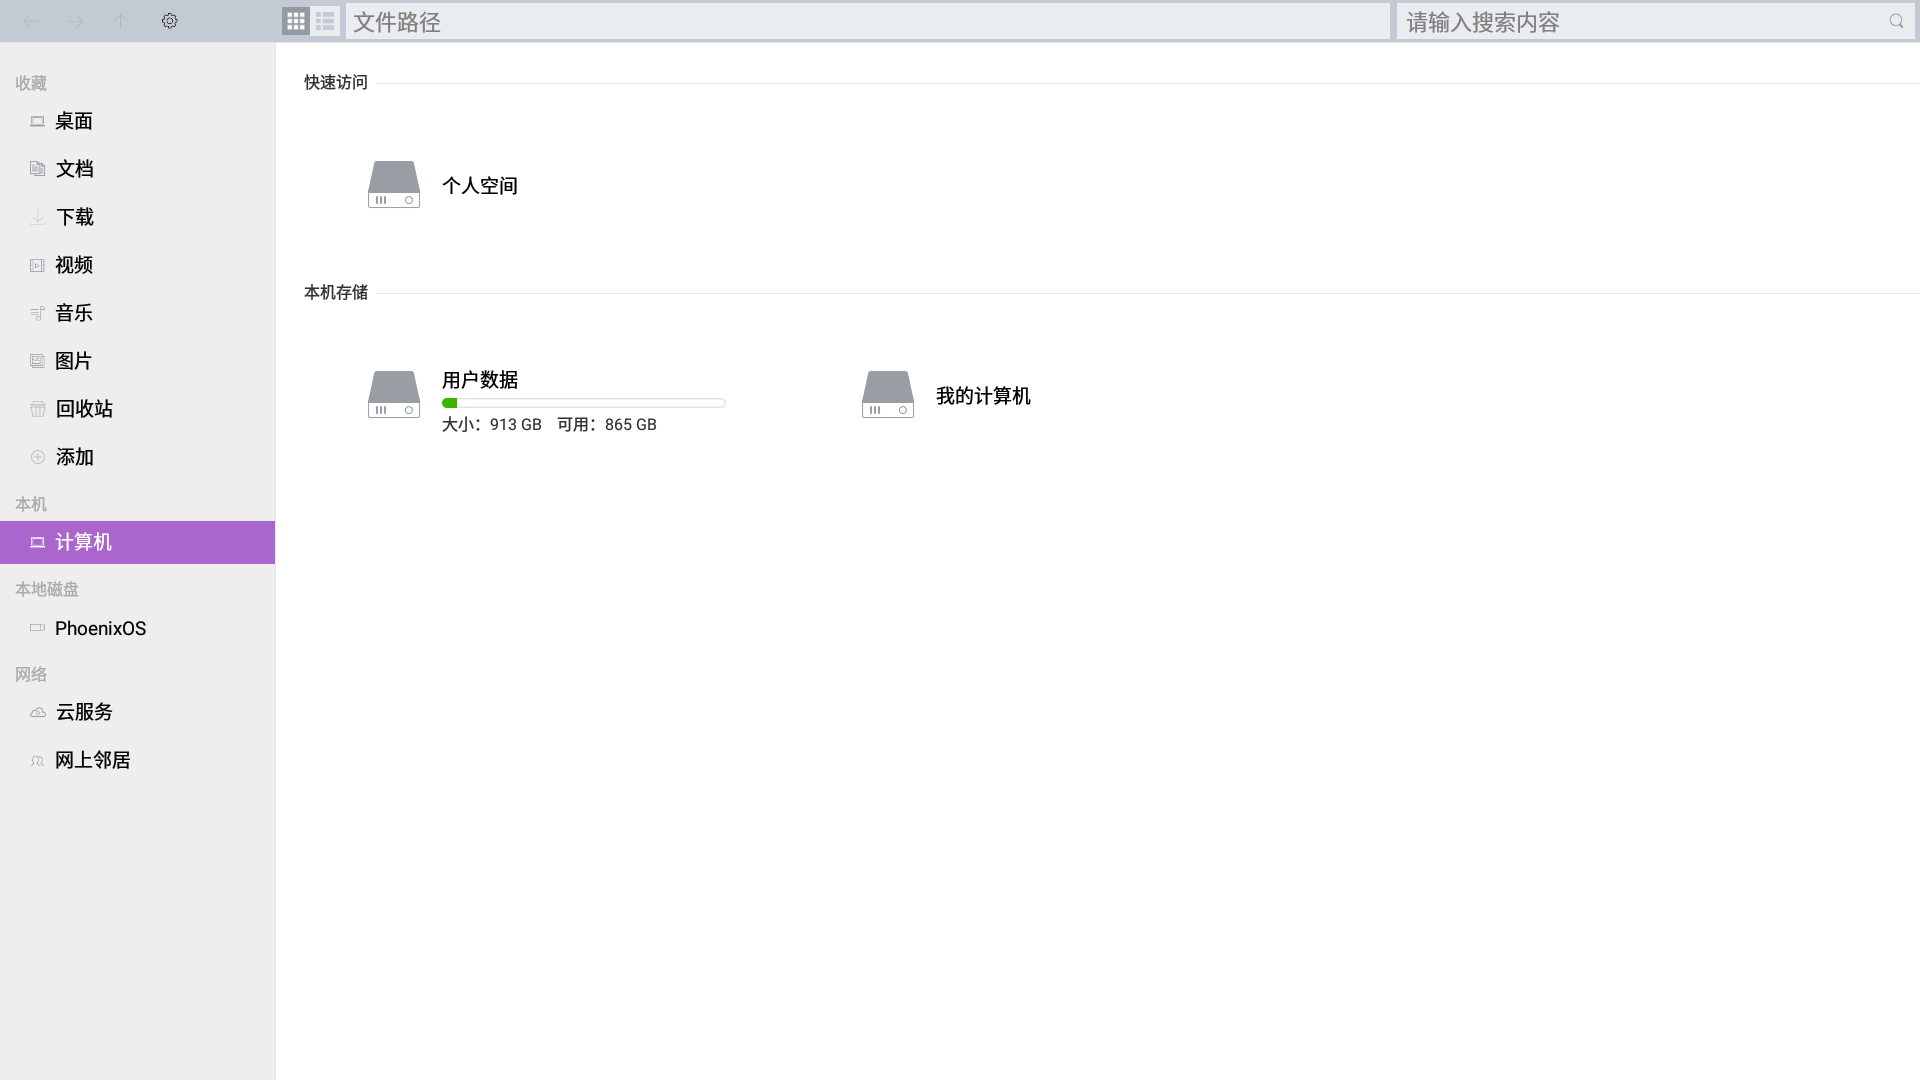 文件路径
请输入搜索内容
收藏
桌面
文档
下载
视频
音乐
图片
回收站
添加
本机
计算机
本地磁盘
PhoenixOS
网络
云服务
网上邻居
快速访问
个人空间
本机存储
用户数据
大小：913 GB 可用：865 GB
我的计算机